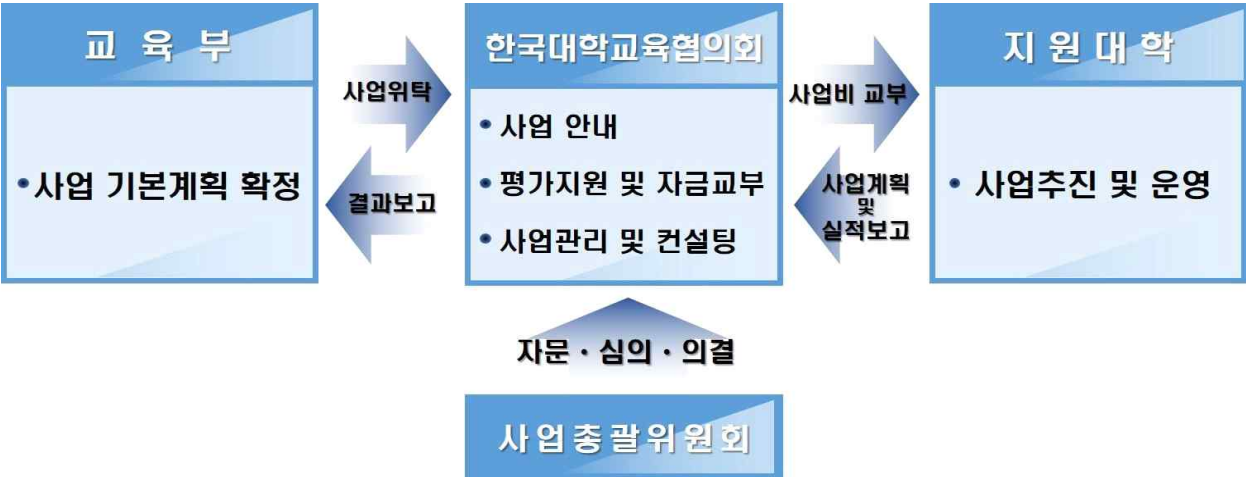 교 육 부
• 사업 기본계획 확정
사업위탁
결과보고
한국대학교육협의회
• 사업 안내
• 평가지원 및 자금교부
• 사업관리 및 컨설팅
사업비 교부
사업계획
및
실적보고
지 원 대 학
• 사업추진 및 운영
자문 · 심의 · 의결
사업총괄위원회